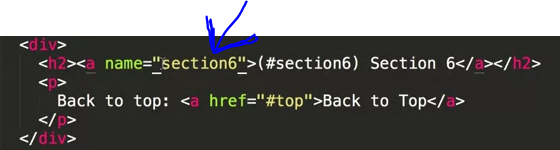 <div>
<h2><a name="section6">(#section6) Section 6</a></h2>
<p>
Back to top: <a href="#top">Back to Top</a>
</p>
</div>